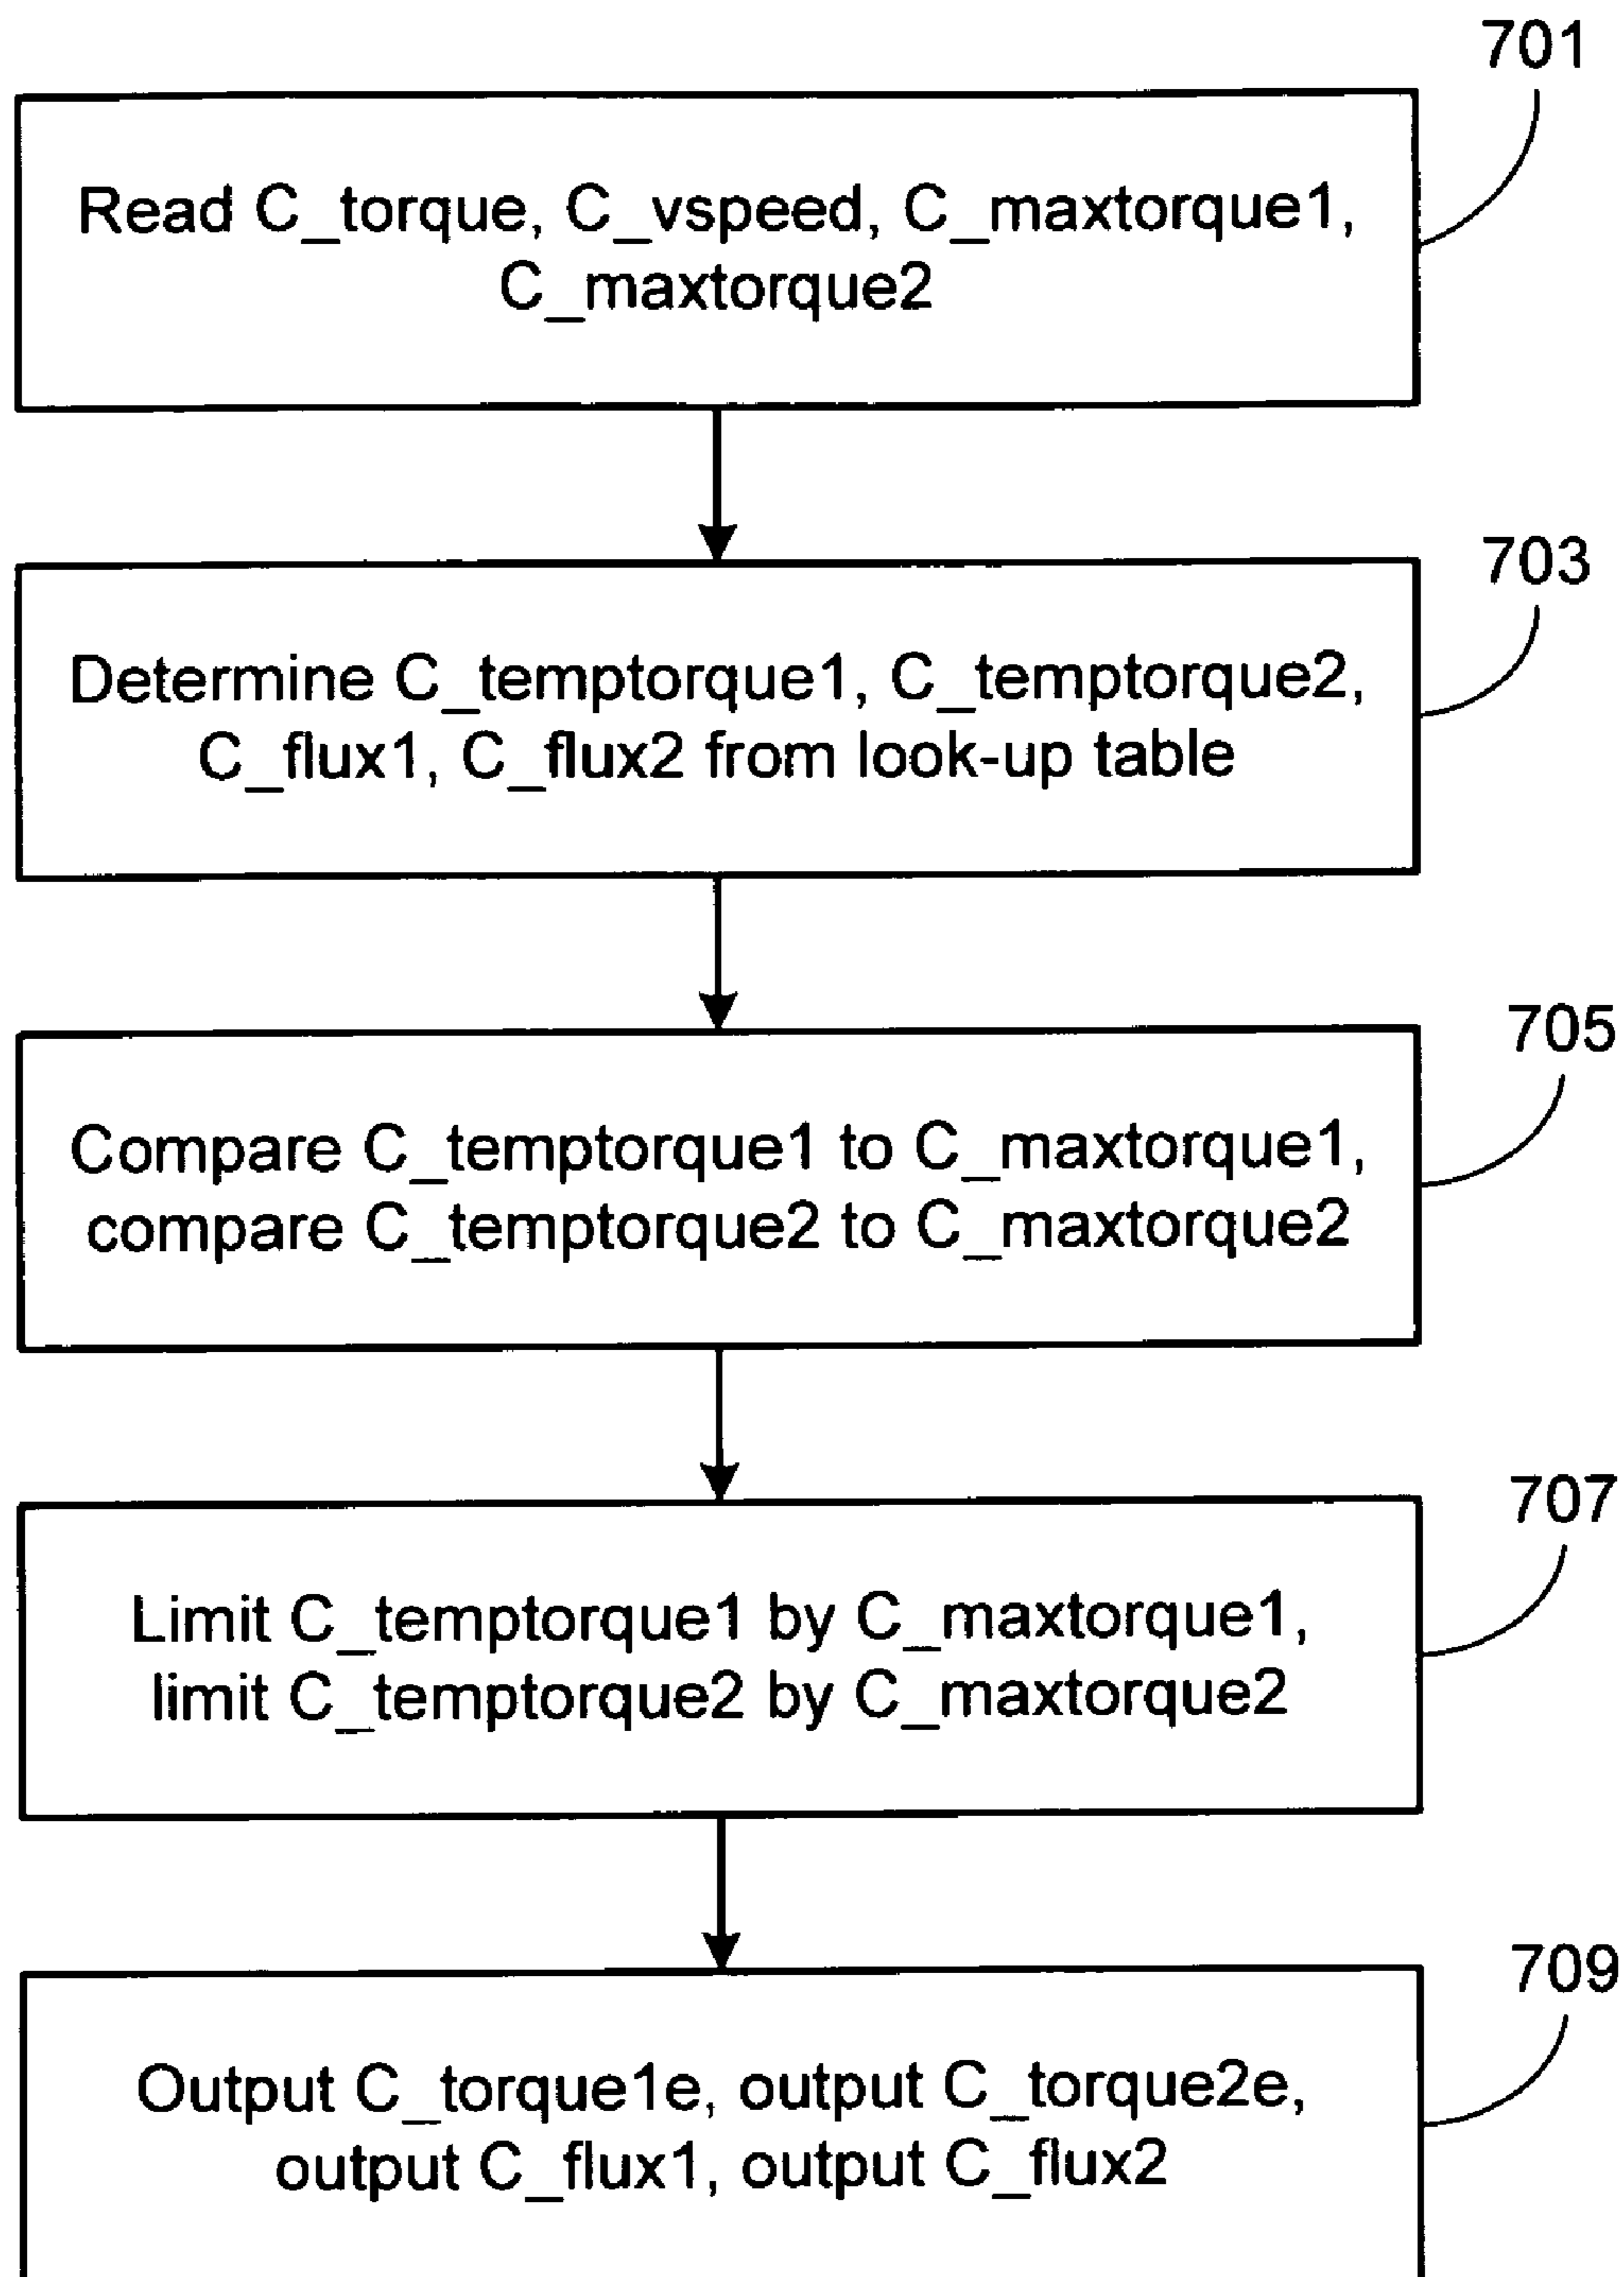 701
Read C_torque, C_vspeed, C_maxtorque1,
C_maxtorque2
703
Determine C_temptorque1, C_temptorque2,
C_flux1, C_flux2 from look-up table
705
Compare C_temptorque1 to C_maxtorque1,
compare C_temptorque2 to C_maxtorque2
707
Limit C_temptorque1 by C_maxtorque1,
limit C_temptorque2 by C_maxtorque2
709
Output C_torque1e, output C_torque2e,
output C_flux1, output C_flux2